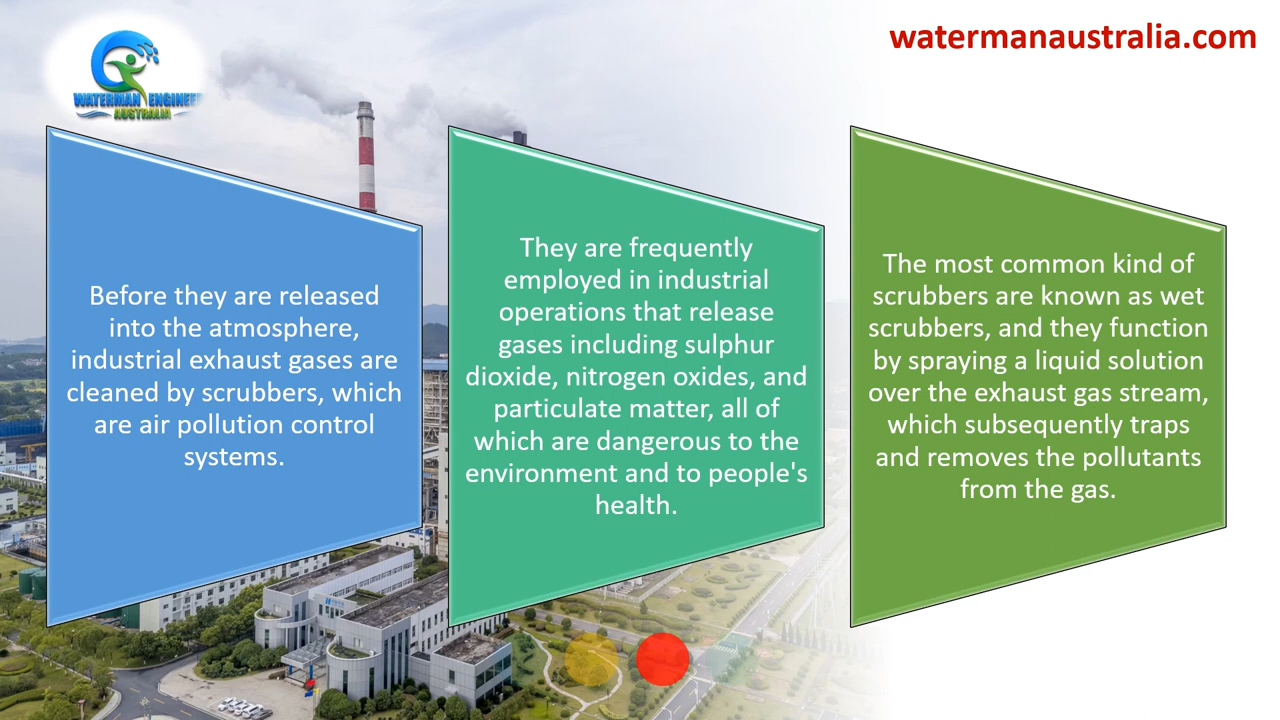 WATERMAN ENGINEE
AUSTRALIA
watermanaustralia.com
Before they are released
into the atmosphere,
industrial exhaust gases are
cleaned by scrubbers, which
are air pollution control
systems.
They are frequently
employed in industrial
operations that release
gases including sulphur
dioxide, nitrogen oxides, and
particulate matter, all of
which are dangerous to the
environment and to people's
health.
The most common kind of
scrubbers are known as wet
scrubbers, and they function
by spraying a liquid solution
over the exhaust gas stream,
which subsequently traps
and removes the pollutants
from the gas.